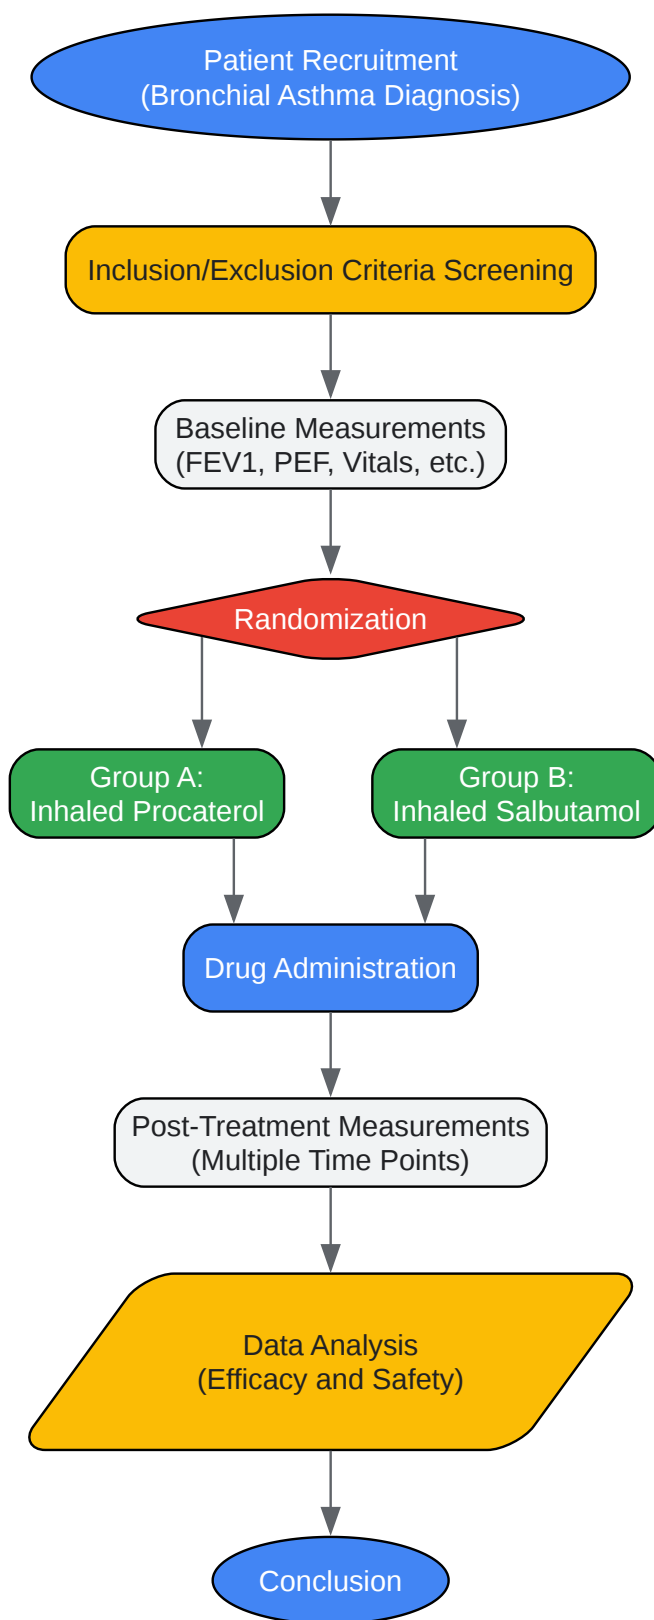 Patient Recruitment
(Bronchial Asthma Diagnosis)
Inclusion/Exclusion Criteria Screening
Baseline Measurements
(FEV1, PEF, Vitals, etc.)
Randomization
Group A:
Inhaled Procaterol
Group B:
Inhaled Salbutamol
Drug Administration
Post-Treatment Measurements
(Multiple Time Points)
Data Analysis
(Efficacy and Safety)
Conclusion